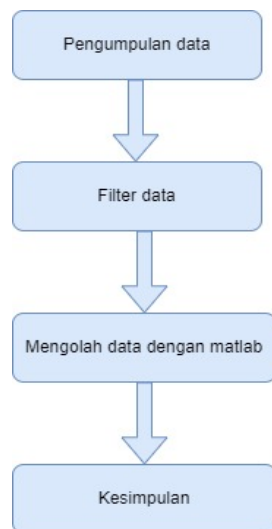 Pengumpulan data
Filter data
Mengolah data dengan matlab
Kesimpulan